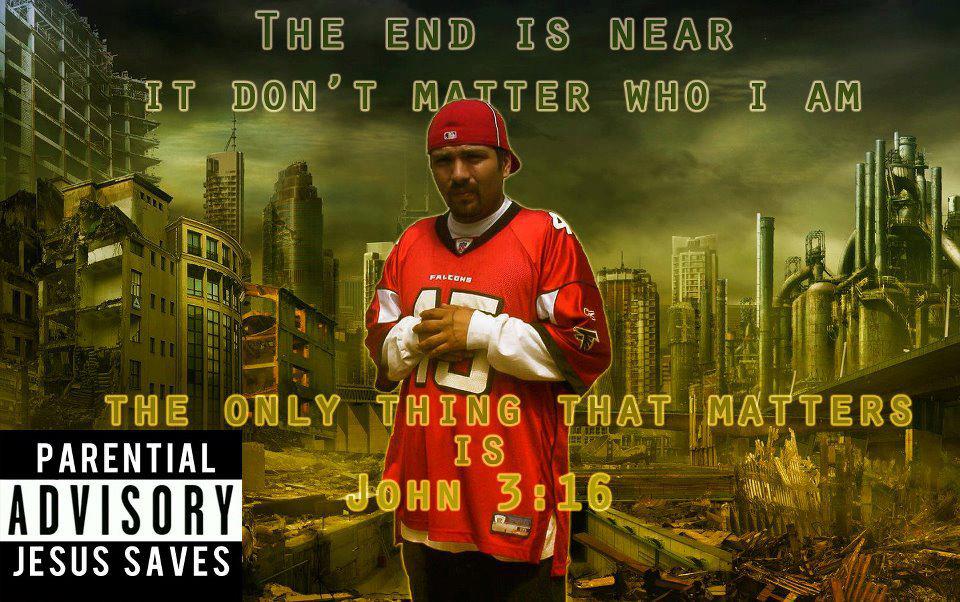 The end is near
it don't matter who i am
FALCONS
15
the only thing that matters
is
John 3:16
PARENTIAL
ADVISORY
JESUS SAVES